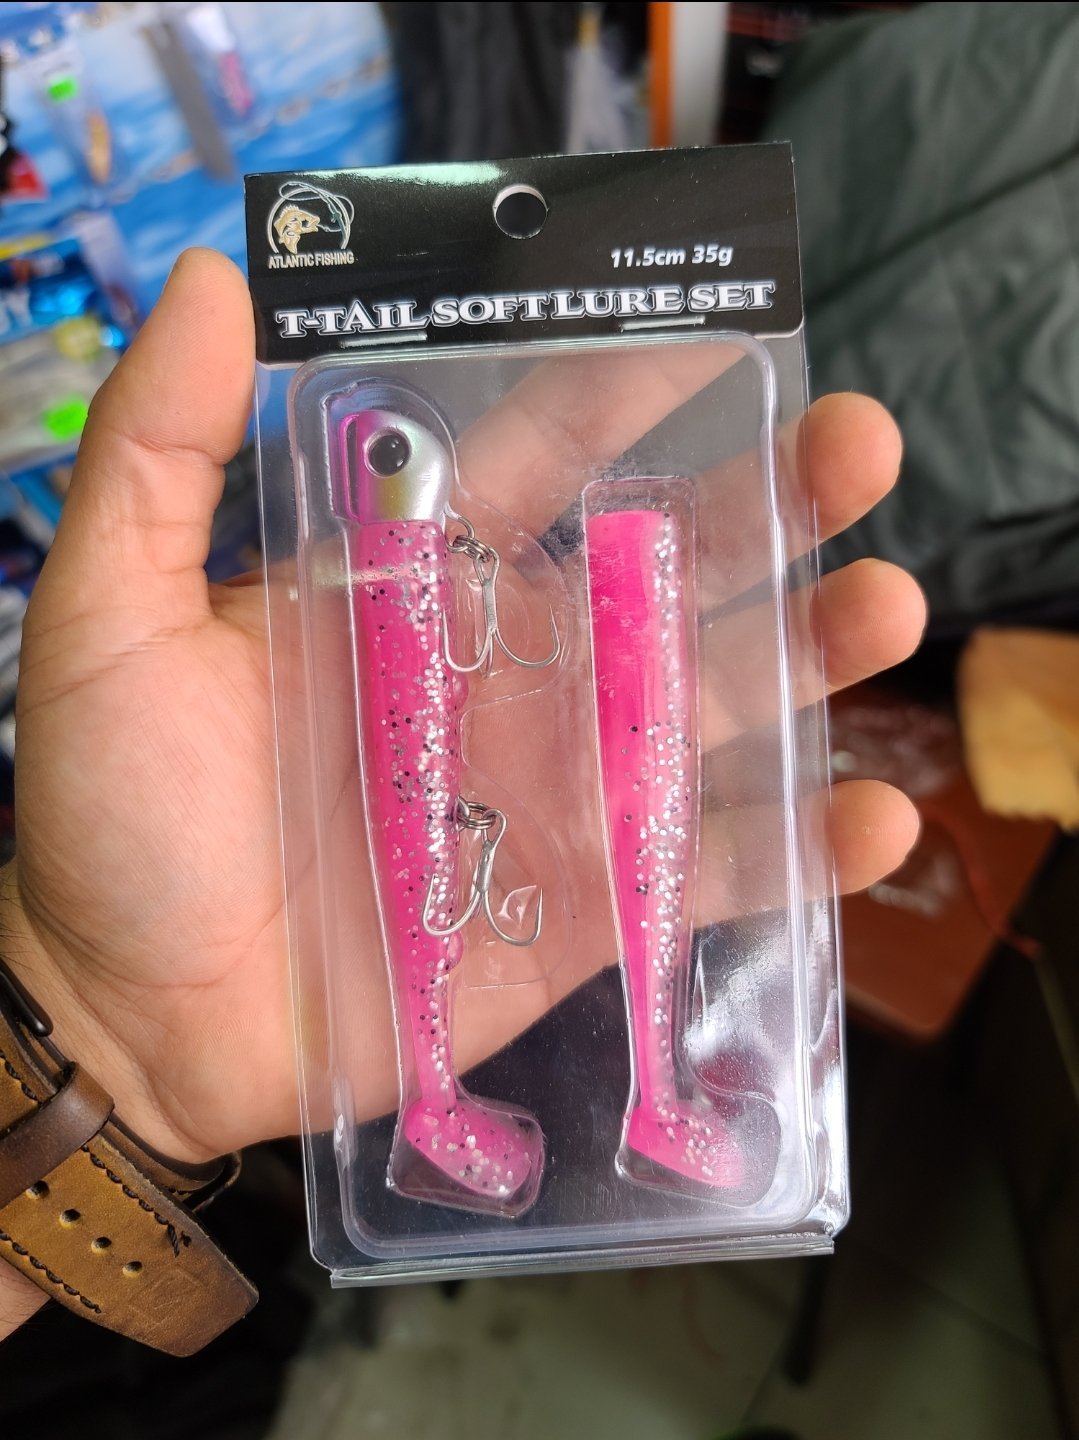 ATLANTIC FISHING
11.5cm 35g
T-TAIL SOFT LURE SET